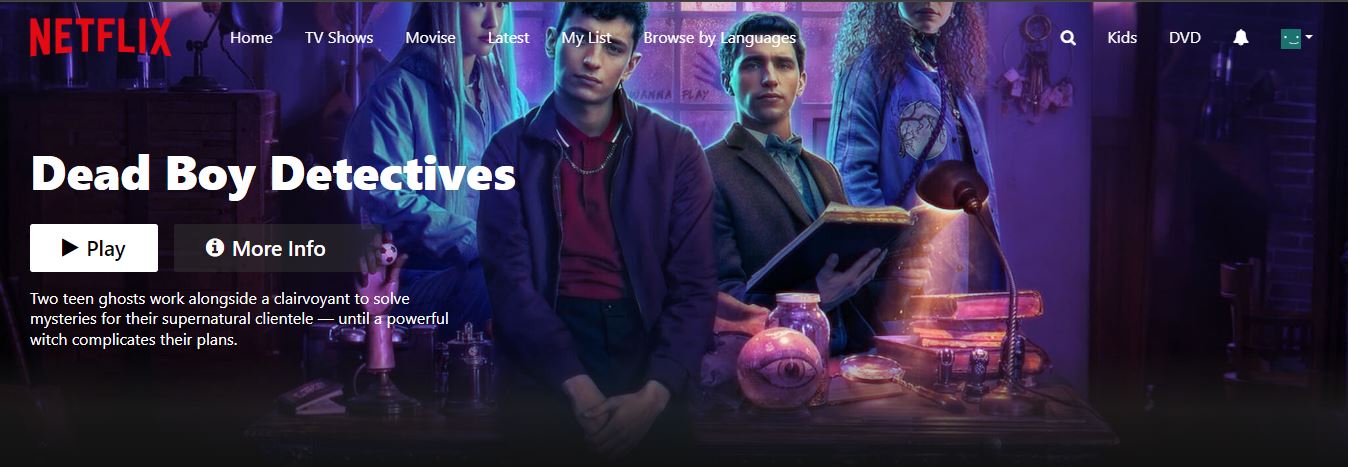 NETFLIX Home TV Shows Movise Latest My List Browse by Languages Kids DVD
WANNA PLAY
Dead Boy Detectives
Play More Info
Two teen ghosts work alongside a clairvoyant to solve
mysteries for their supernatural clientele — until a powerful
witch complicates their plans.